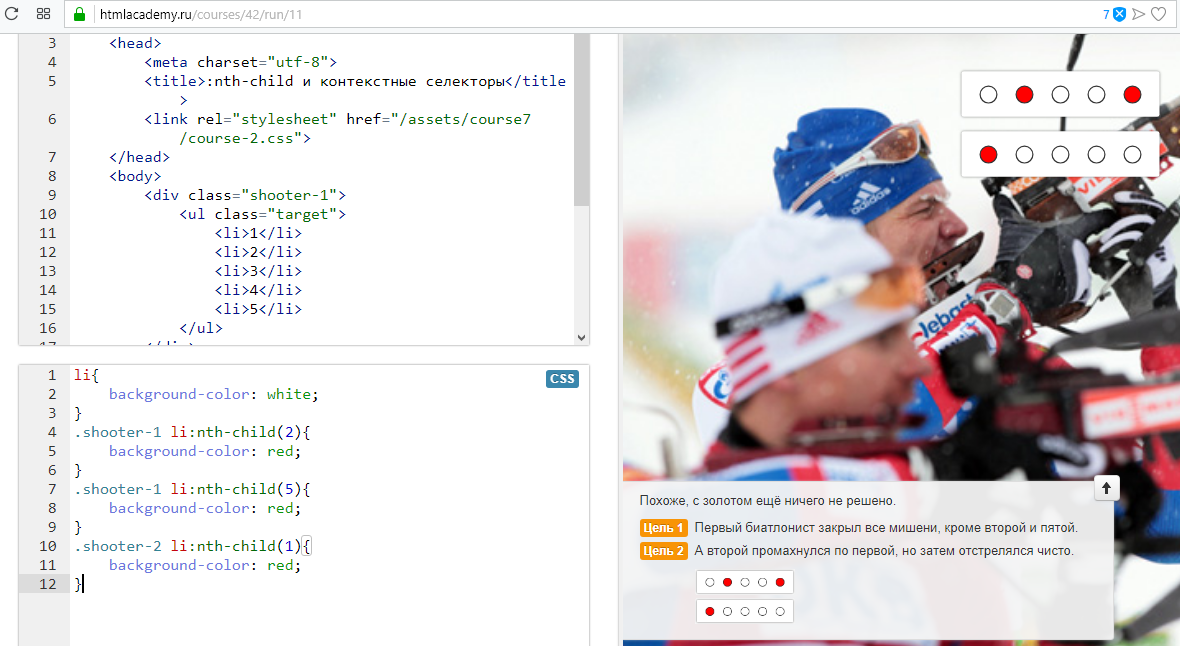 htmlacademy.ru/courses/42/run/11
7
3 <head>
4 <meta charset="utf-8">
5 <title>:nth-child и контекстные селекторы</title
>
6 <link rel="stylesheet" href="/assets/course7
/course-2.css">
7 </head>
8 <body>
9 <div class="shooter-1">
10 <ul class="target">
11 <li>1</li>
12 <li>2</li>
13 <li>3</li>
14 <li>4</li>
15 <li>5</li>
16 </ul>
17 </div>
CSS
1 li{
2 background-color: white;
3 }
4 .shooter-1 li:nth-child(2){
5 background-color: red;
6 }
7 .shooter-1 li:nth-child(5){
8 background-color: red;
9 }
10 .shooter-2 li:nth-child(1){
11 background-color: red;
12 }
adidas
Похоже, с золотом ещё ничего не решено.
Цель 1 Первый биатлонист закрыл все мишени, кроме второй и пятой.
Цель 2 А второй промахнулся по первой, но затем отстрелялся чисто.